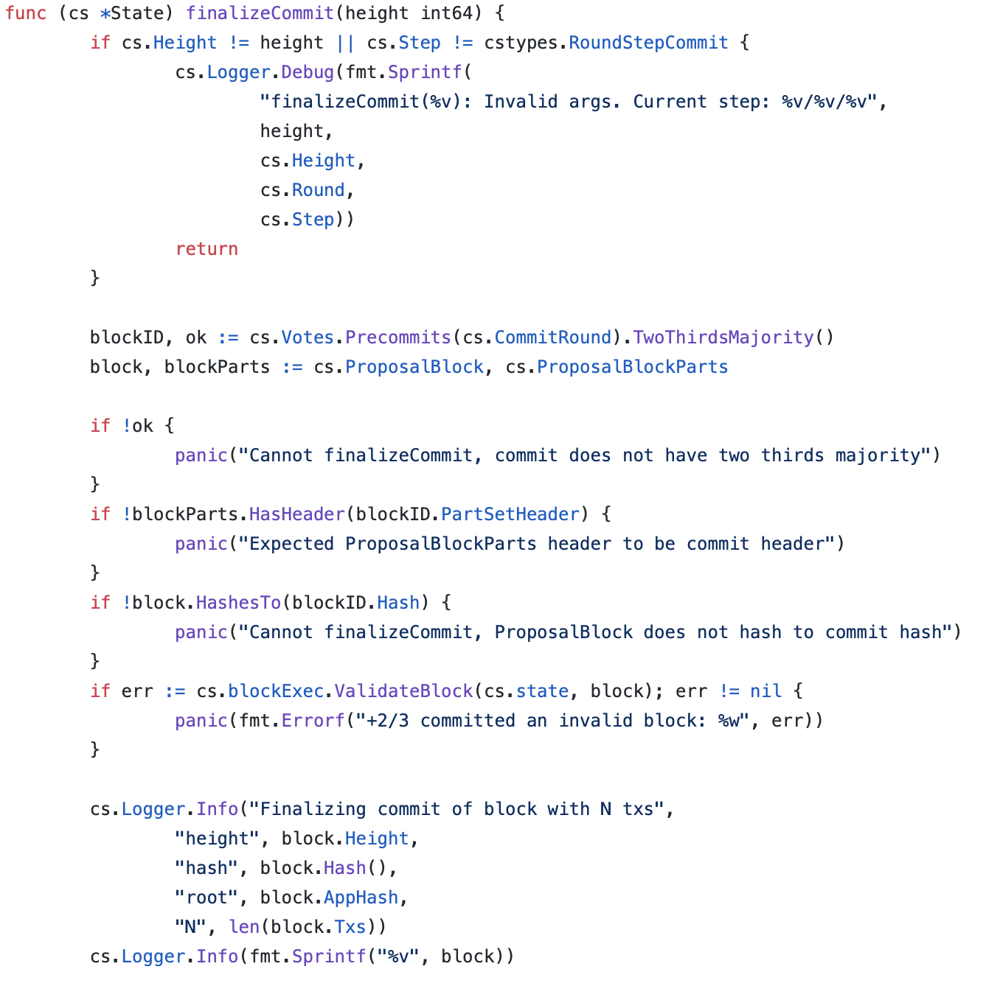 func (cs *State) finalizeCommit(height int64) {
        if cs.Height != height || cs.Step != cstypes.RoundStepCommit {
                cs.Logger.Debug(fmt.Sprintf(
                        "finalizeCommit(%v): Invalid args. Current step: %v/%v/%v",
                        height,
                        cs.Height,
                        cs.Round,
                        cs.Step))
                return
        }

        blockID, ok := cs.Votes.Precommits(cs.CommitRound).TwoThirdsMajority()
        block, blockParts := cs.ProposalBlock, cs.ProposalBlockParts

        if !ok {
                panic("Cannot finalizeCommit, commit does not have two thirds majority")
        }
        if !blockParts.HasHeader(blockID.PartSetHeader) {
                panic("Expected ProposalBlockParts header to be commit header")
        }
        if !block.HashesTo(blockID.Hash) {
                panic("Cannot finalizeCommit, ProposalBlock does not hash to commit hash")
        }
        if err := cs.blockExec.ValidateBlock(cs.state, block); err != nil {
                panic(fmt.Errorf("+2/3 committed an invalid block: %w", err))
        }

        cs.Logger.Info("Finalizing commit of block with N txs",
                "height", block.Height,
                "hash", block.Hash(),
                "root", block.AppHash,
                "N", len(block.Txs))
        cs.Logger.Info(fmt.Sprintf("%v", block))